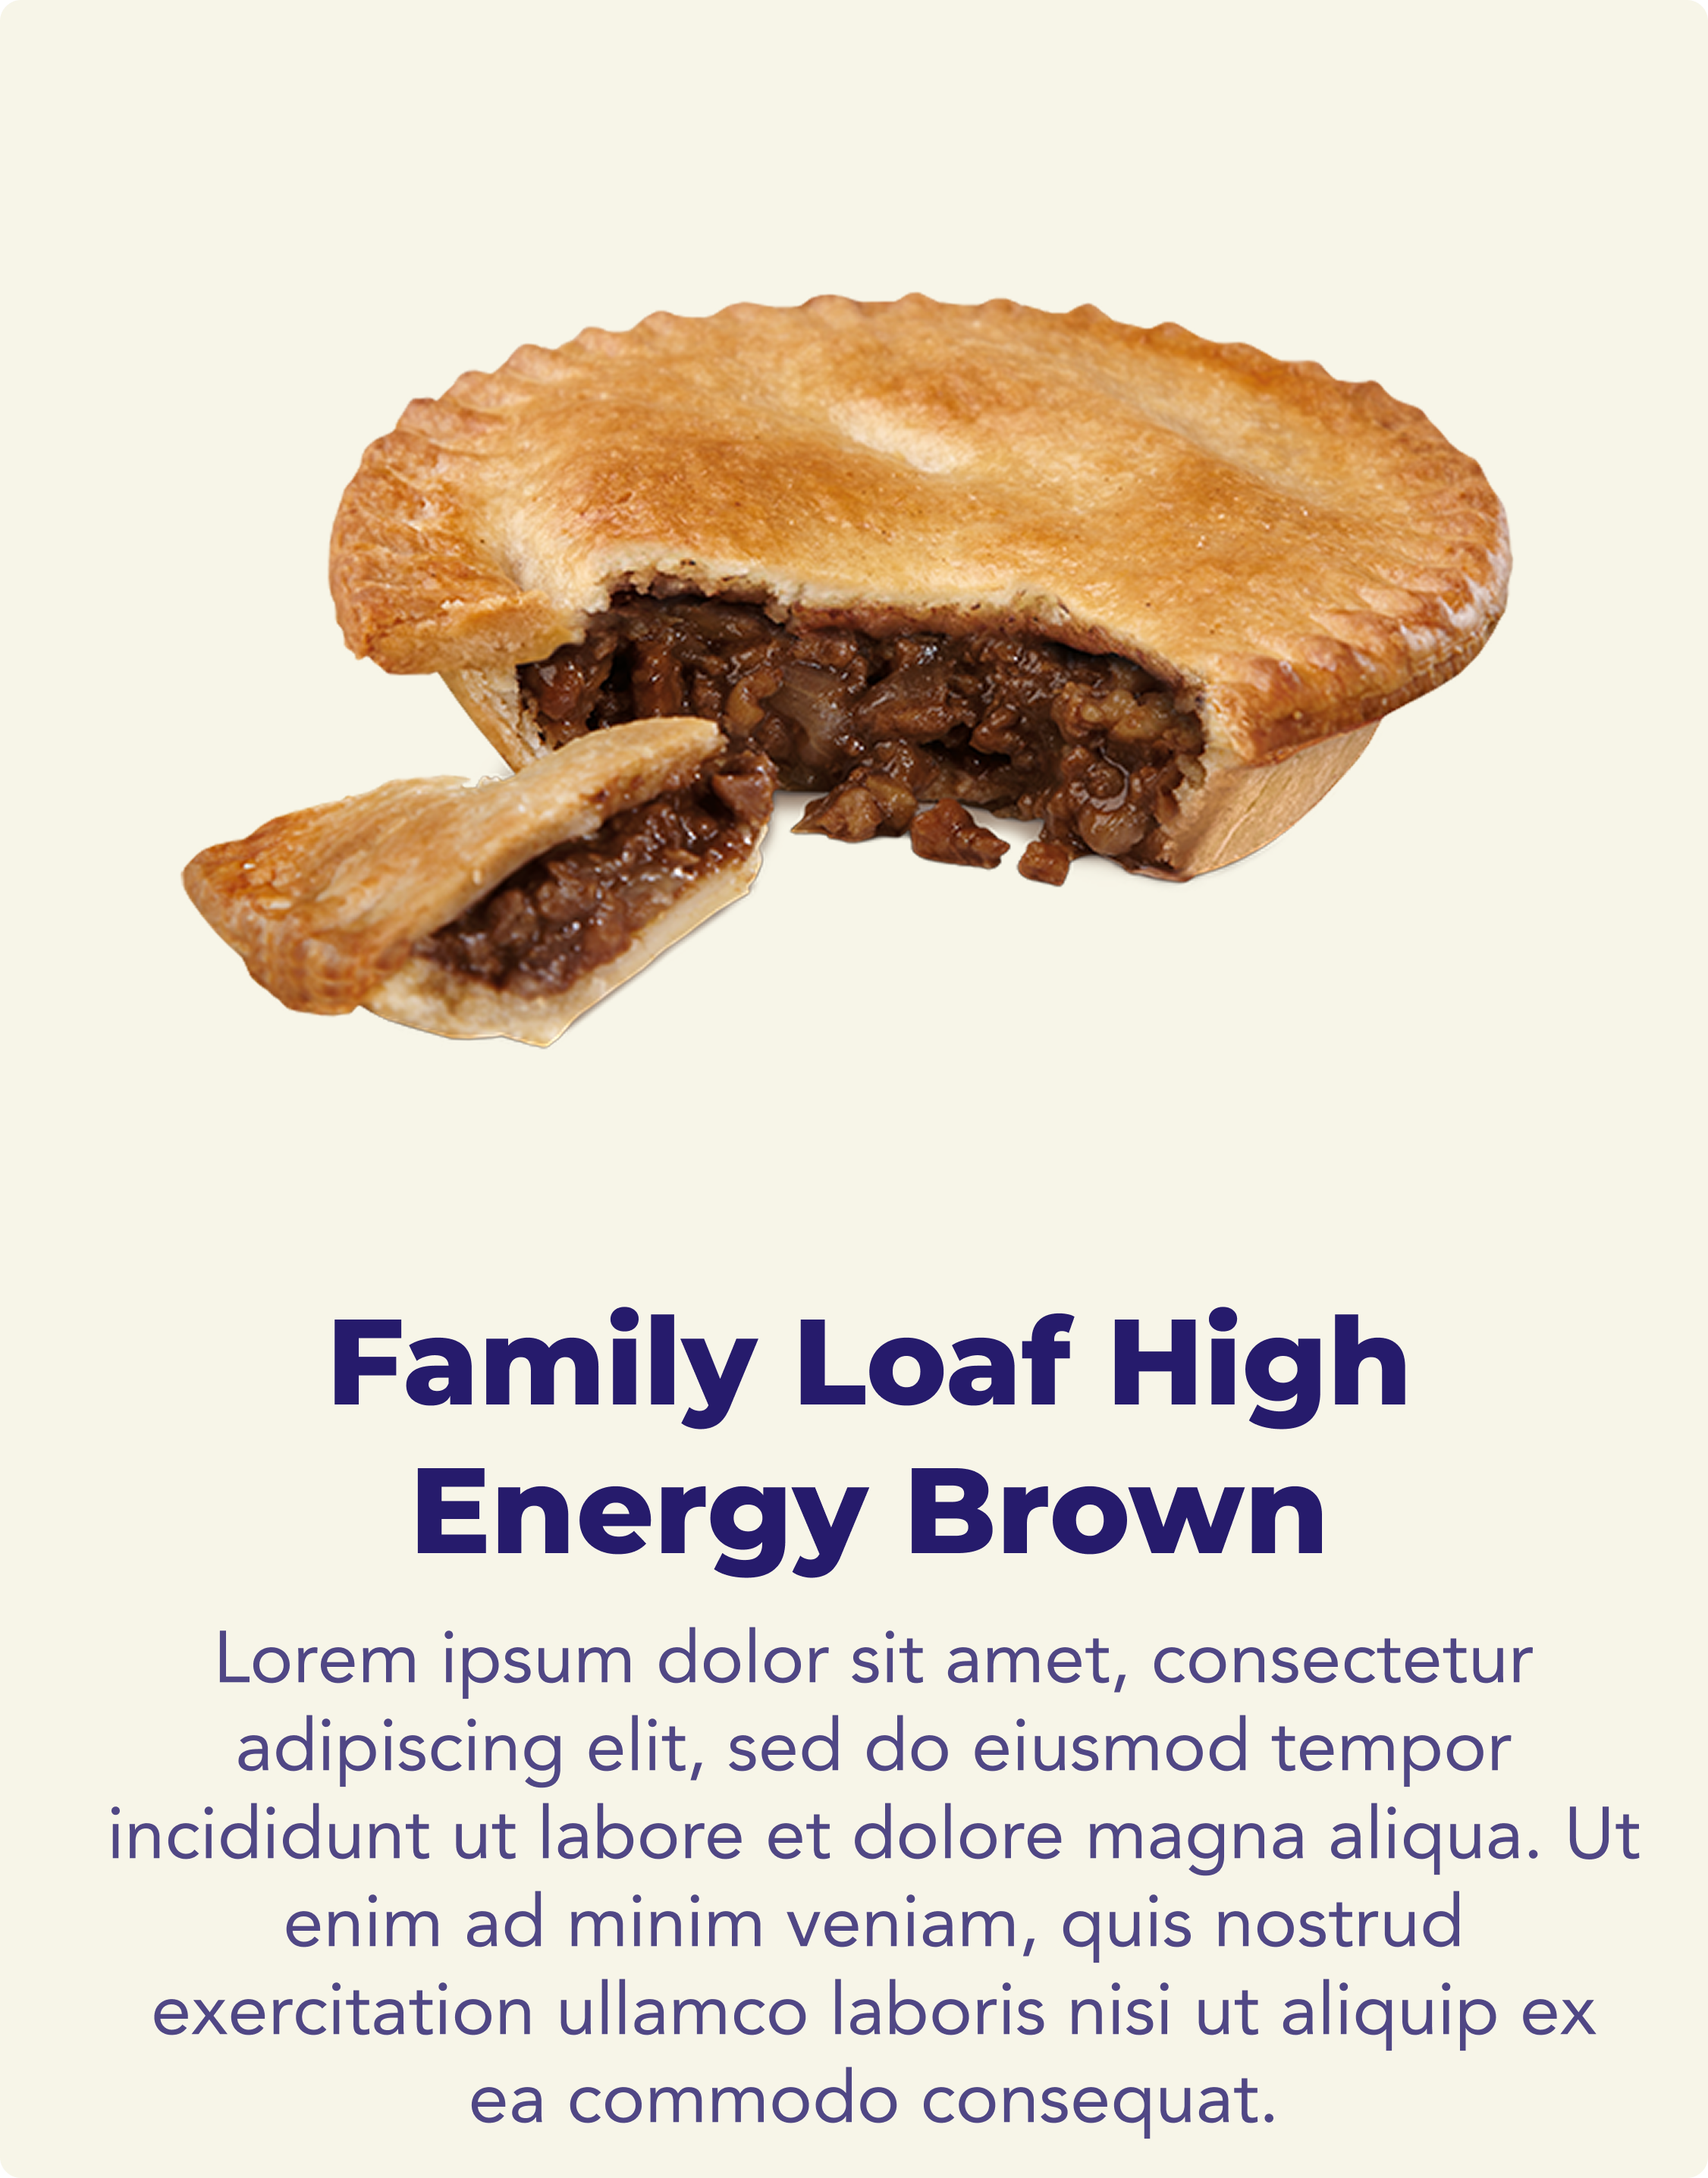 Family Loaf High
Energy Brown
Lorem ipsum dolor sit amet, consectetur
adipiscing elit, sed do eiusmod tempor
incididunt ut labore et dolore magna aliqua. Ut
enim ad minim veniam, quis nostrud
exercitation ullamco laboris nisi ut aliquip ex
ea commodo consequat.